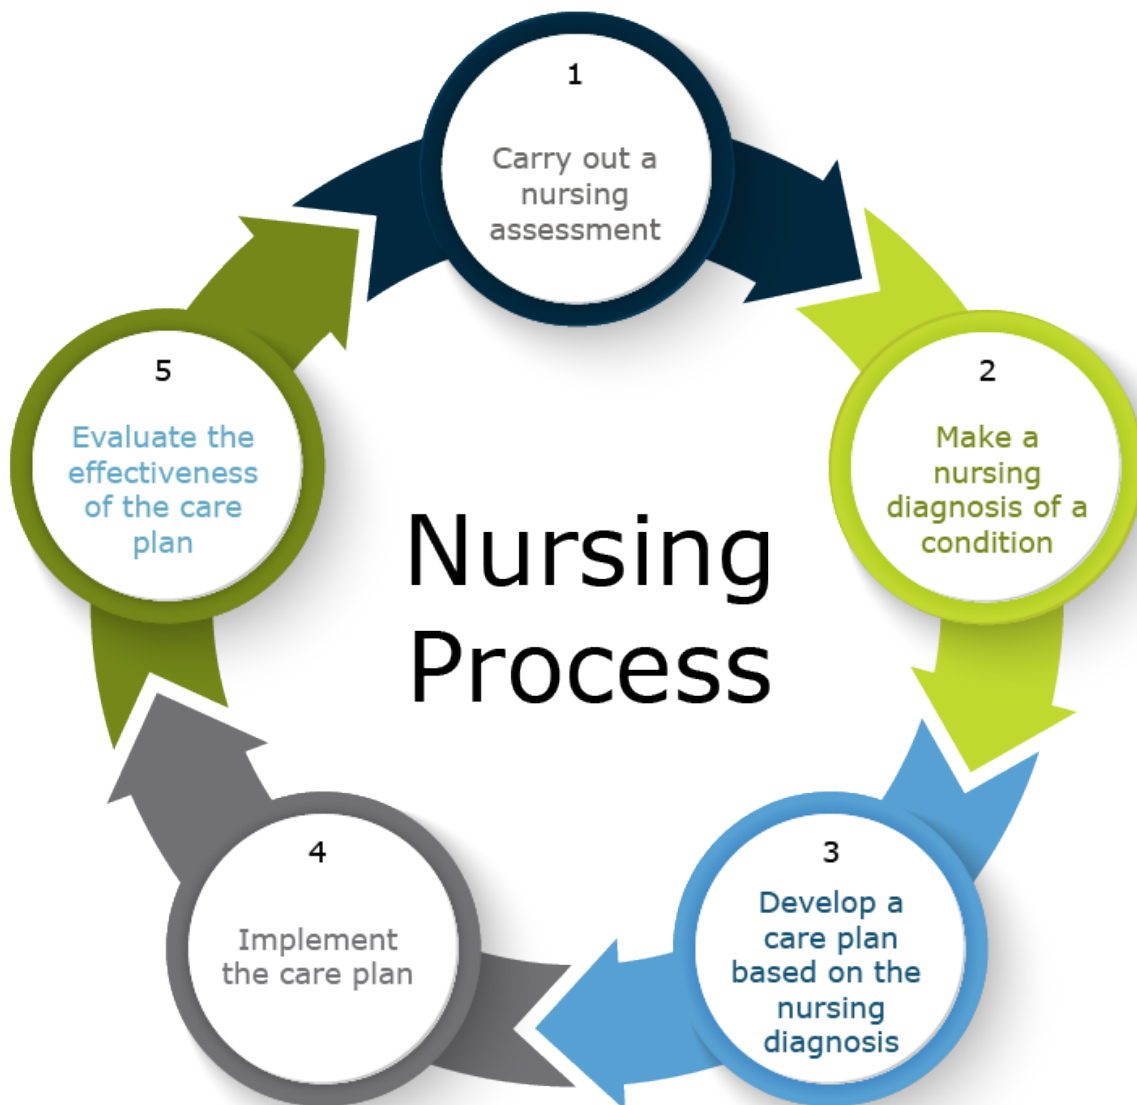 1
Carry out a
nursing
assessment
2
Make a
nursing
diagnosis of a
condition
3
Develop a
care plan
based on the
nursing
diagnosis
4
Implement
the care plan
5
Evaluate the
effectiveness
of the care
plan
Nursing
Process